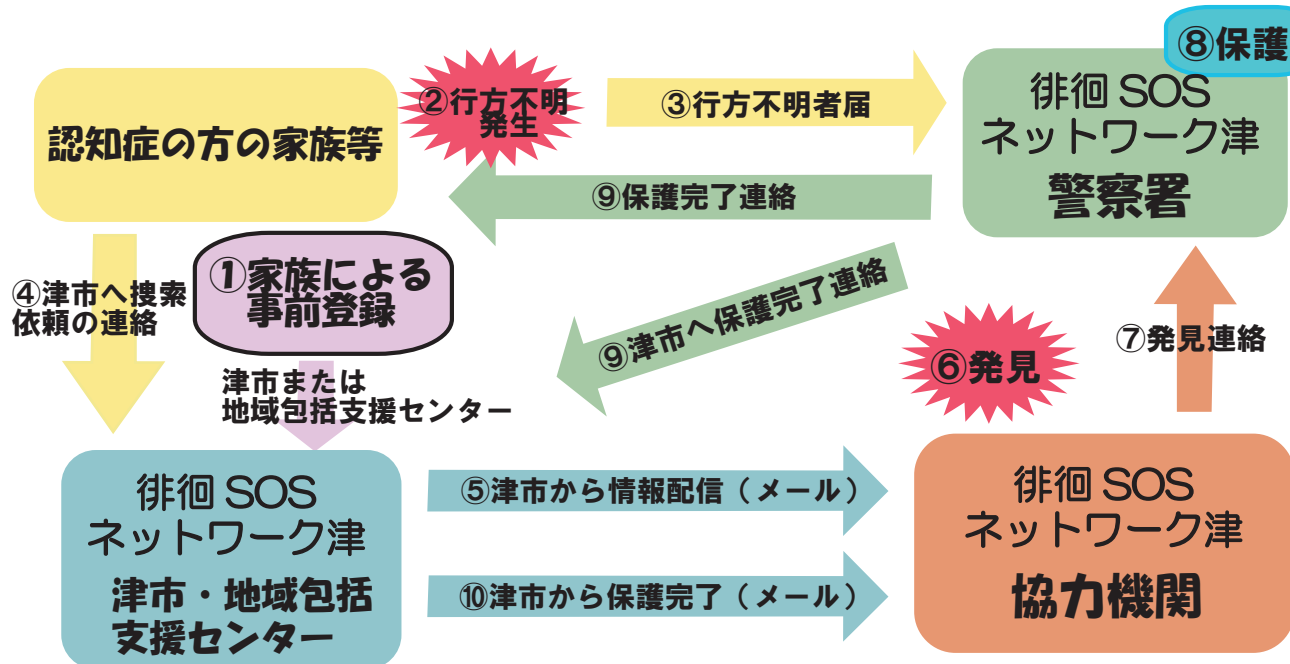 認知症の方の家族等
②行方不明
発生
③行方不明者届
⑧保護
徘徊 SOS
ネットワーク津
警察署
⑨保護完了連絡
①家族による
事前登録
④津市へ捜索
依頼の連絡
⑨津市へ保護完了連絡
⑥発見
⑦発見連絡
津市または
地域包括支援センター
徘徊 SOS
ネットワーク津
津市・地域包括
支援センター
⑤津市から情報配信（メール）
⑩津市から保護完了（メール）
徘徊 SOS
ネットワーク津
協力機関